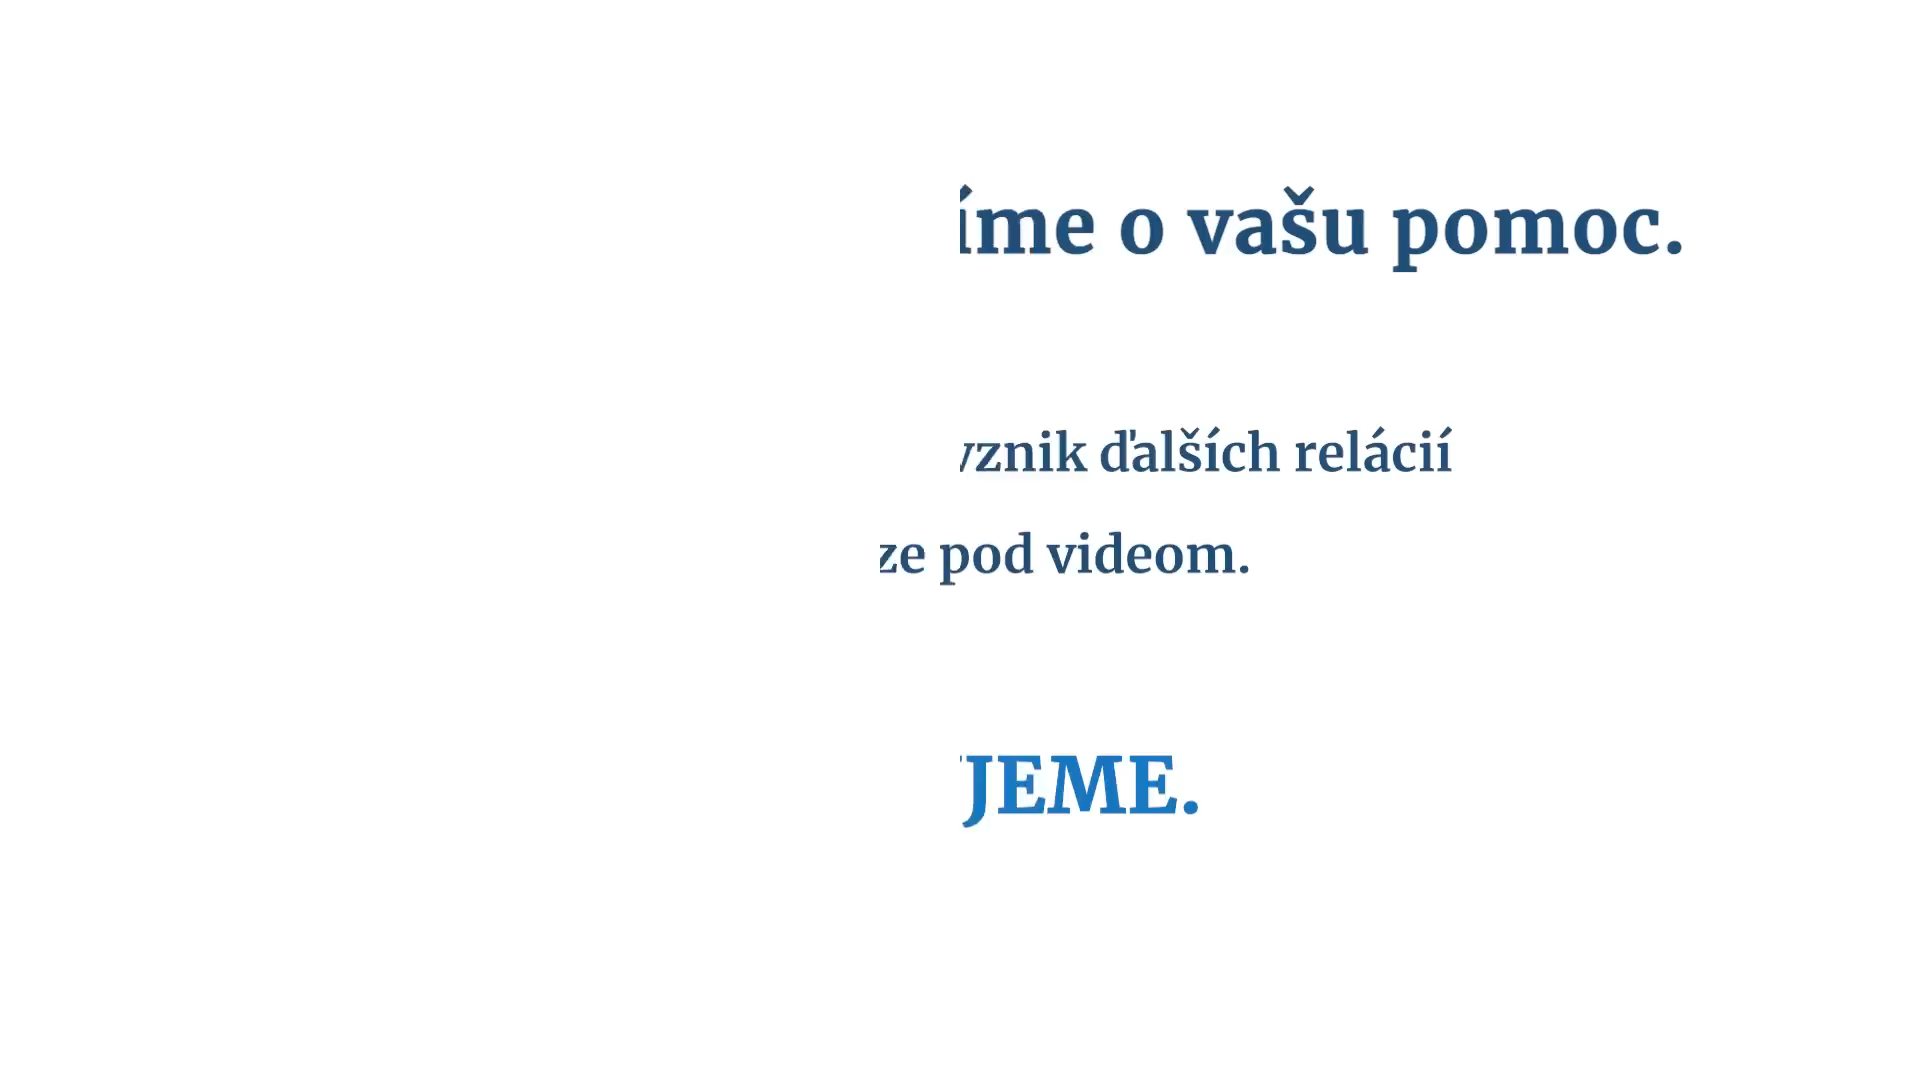 íme o vašu pomoc.
vznik ďalších relácií
ze pod videom.
JEME.